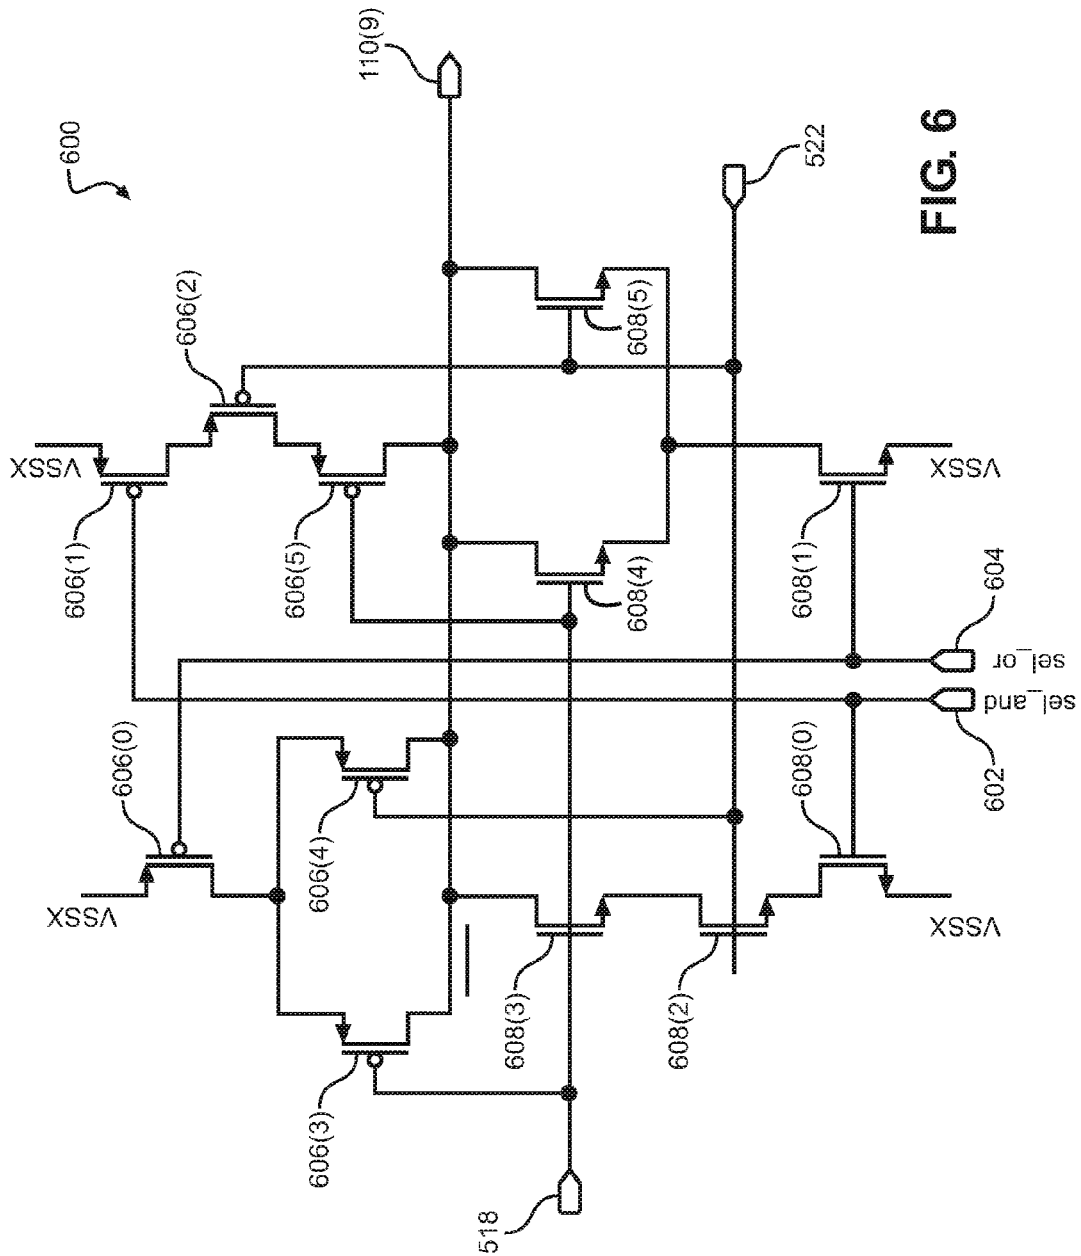 600
110(9)
606(2)
VSSX
606(1)
606(5)
608(5)
522
FIG. 6
608(4)
VSSX
608(1)
604
sel_or
sel_and
602
606(0)
VSSX
606(4)
608(0)
VSSX
608(3)
608(2)
606(3)
518